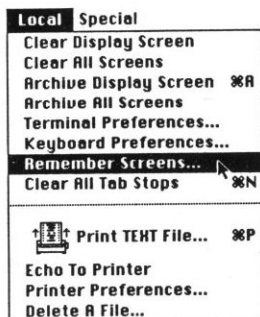 Local Special
Clear Display Screen
Clear All Screens
Archive Display Screen ⌘A
Archive All Screens
Terminal Preferences...
Keyboard Preferences...
Remember Screens...
Clear All Tab Stops ⌘N
Print TEXT File... ⌘P
Echo To Printer
Printer Preferences...
Delete A File...